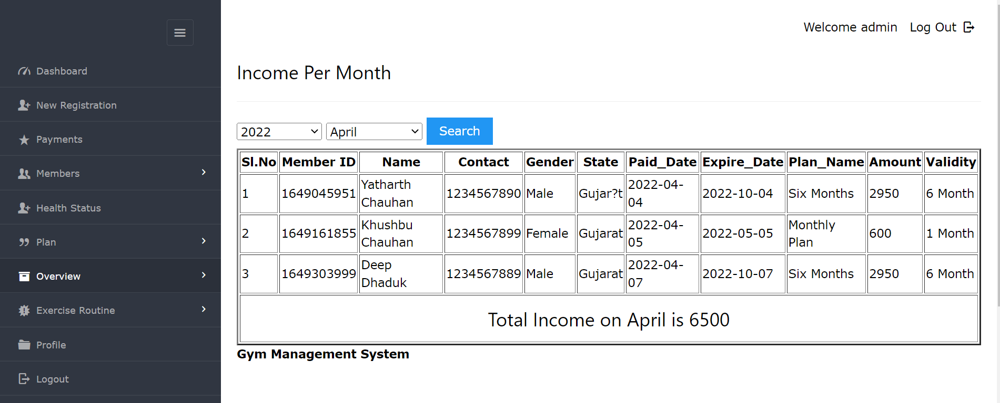 Welcome admin Log Out
Dashboard
New Registration
Payments
Members
Health Status
Plan
Overview
Exercise Routine
Profile
Logout
Income Per Month
2022 April Search
Sl.No Member ID Name Contact Gender State Paid_Date Expire_Date Plan_Name Amount Validity
1 1649045951 Yatharth Chauhan 1234567890 Male Gujar?t 2022-04-04 2022-10-04 Six Months 2950 6 Month
2 1649161855 Khushbu Chauhan 1234567899 Female Gujarat 2022-04-05 2022-05-05 Monthly Plan 600 1 Month
3 1649303999 Deep Dhaduk 1234567889 Male Gujarat 2022-04-07 2022-10-07 Six Months 2950 6 Month
Total Income on April is 6500
Gym Management System